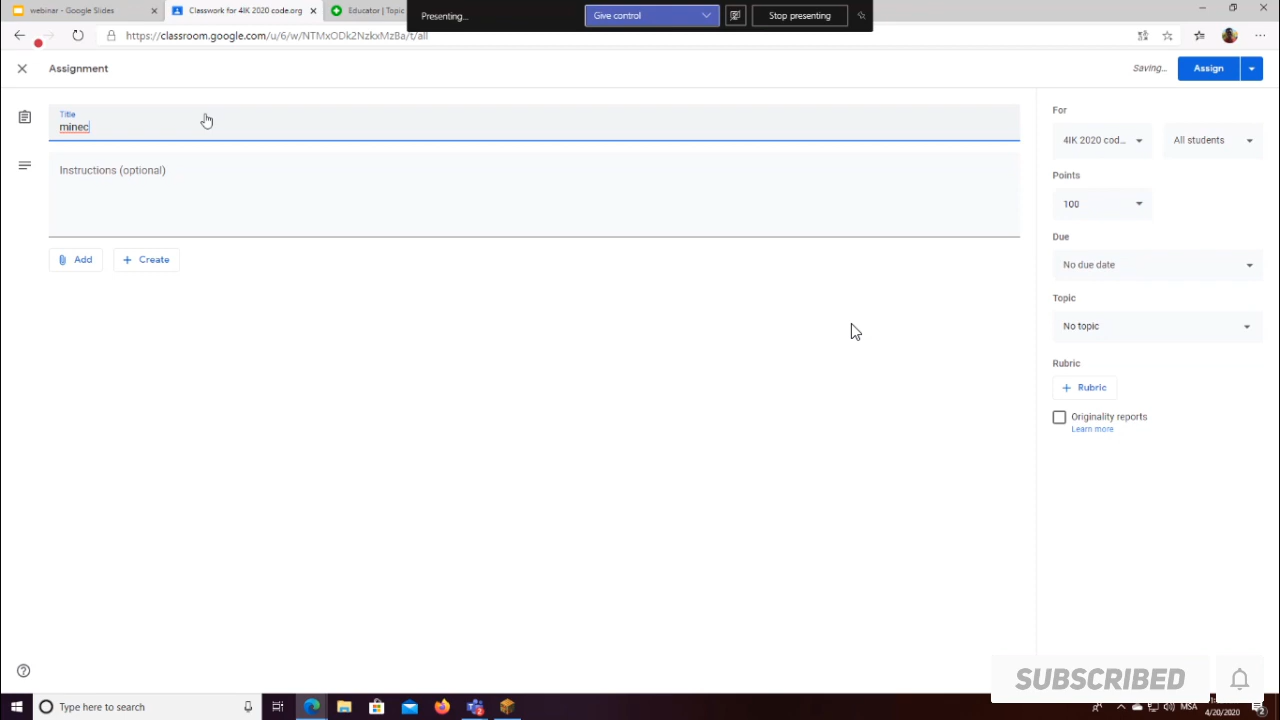 webinar - Google Slides
Classwork for 4IK 2020 code.org
Educator | Topic
Presenting...
Give control
Stop presenting
https://classroom.google.com/u/6/w/NTMxODk2NzkxMzBa/t/all
Assignment
Saving...
Assign
Title
minec
Instructions (optional)
Add
Create
For
4IK 2020 cod...
All students
Points
100
Due
No due date
Topic
No topic
Rubric
Rubric
Originality reports
Learn more
SUBSCRIBED
Type here to search
MSA
4/20/2020
2